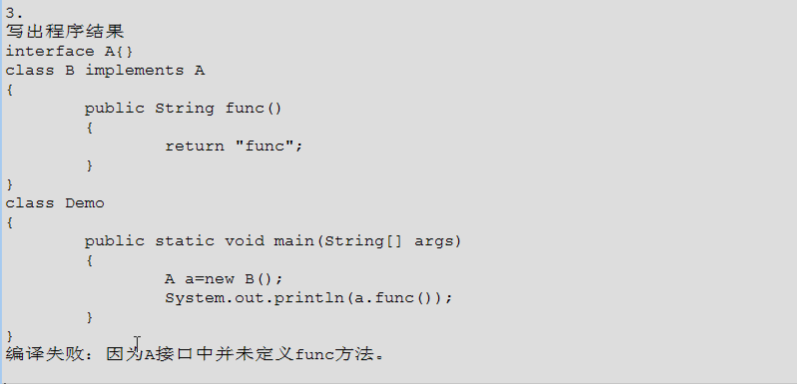 3.
写出程序结果
interface A{}
class B implements A
{
        public String func()
        {
                return "func";
        }
}
class Demo
{
        public static void main(String[] args)
        {
                A a=new B();
                System.out.println(a.func());
        }
}
编译失败：因为A接口中并未定义func方法。